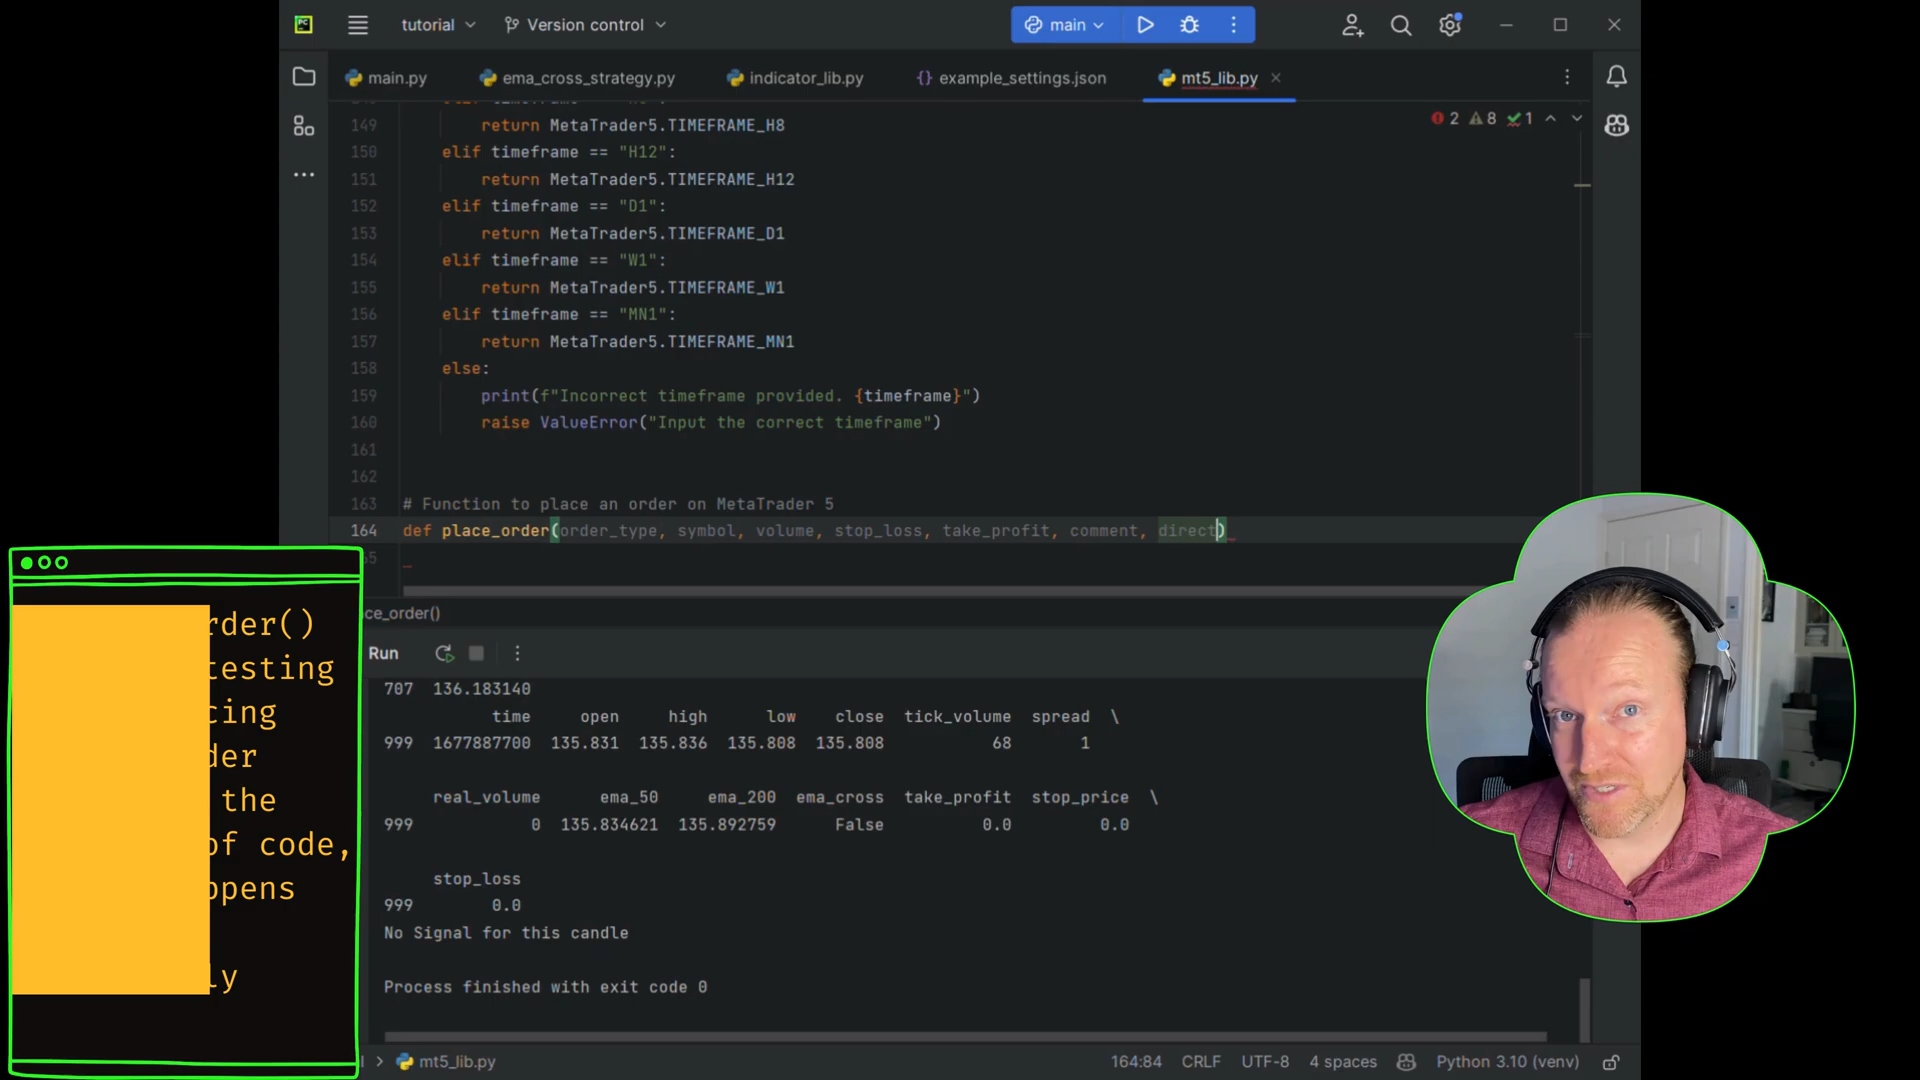 tutorial
Version control
main
main.py
ema_cross_strategy.py
indicator_lib.py
{} example_settings.json
mt5_lib.py
2 8 1
149 return MetaTrader5.TIMEFRAME_H8
150 elif timeframe == "H12":
151 return MetaTrader5.TIMEFRAME_H12
152 elif timeframe == "D1":
153 return MetaTrader5.TIMEFRAME_D1
154 elif timeframe == "W1":
155 return MetaTrader5.TIMEFRAME_W1
156 elif timeframe == "MN1":
157 return MetaTrader5.TIMEFRAME_MN1
158 else:
159 print(f"Incorrect timeframe provided. {timeframe}")
160 raise ValueError("Input the correct timeframe")
161
162
163 # Function to place an order on MetaTrader 5
164 def place_order(order_type, symbol, volume, stop_loss, take_profit, comment, direct)
65
ce_order()
Run
707 136.183140
time open high low close tick_volume spread \
999 1677887700 135.831 135.836 135.808 135.808 68 1
real_volume ema_50 ema_200 ema_cross take_profit stop_price \
999 0 135.834621 135.892759 False 0.0 0.0
stop_loss
999 0.0
No Signal for this candle
Process finished with exit code 0
rder()
testing
cing
der
the
of code,
ppens
ly
> mt5_lib.py
164:84 CRLF UTF-8 4 spaces Python 3.10 (venv)